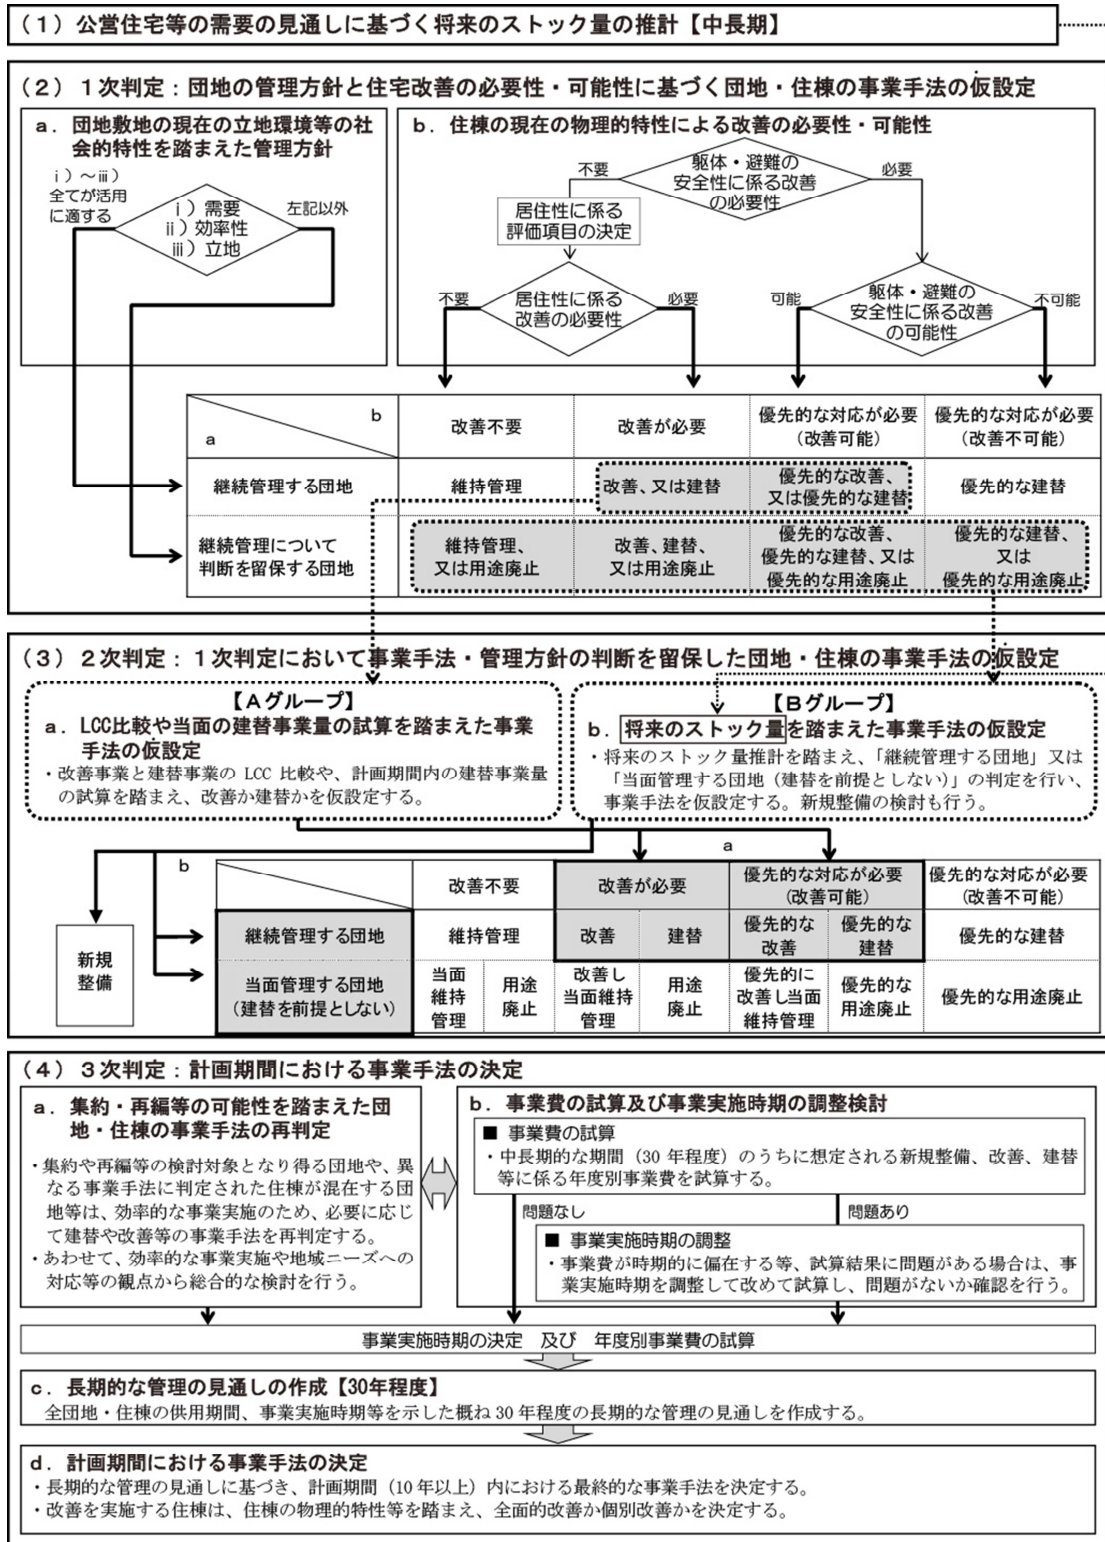 （１）公営住宅等の需要の見通しに基づく将来のストック量の推計【中長期】
（２）１次判定：団地の管理方針と住宅改善の必要性・可能性に基づく団地・住棟の事業手法の仮設定
ａ．団地敷地の現在の立地環境等の社
会的特性を踏まえた管理方針
ⅰ）～ⅲ）
全てが活用
に適する
ⅰ）需要
ⅱ）効率性
ⅲ）立地
左記以外
ｂ．住棟の現在の物理的特性による改善の必要性・可能性
不要
躯体・避難の
安全性に係る改善
の必要性
必要
居住性に係る
評価項目の決定
不要
居住性に係る
改善の必要性
必要
可能
躯体・避難の
安全性に係る改善
の可能性
不可能
b
a
改善不要
改善が必要
優先的な対応が必要
（改善可能）
優先的な対応が必要
（改善不可能）
継続管理する団地
維持管理
改善、又は建替
優先的な改善、
又は優先的な建替
優先的な建替
継続管理について
判断を留保する団地
維持管理、
又は用途廃止
改善、建替、
又は用途廃止
優先的な改善、
優先的な建替、又は
優先的な用途廃止
優先的な建替、
又は
優先的な用途廃止
（３）２次判定：１次判定において事業手法・管理方針の判断を留保した団地・住棟の事業手法の仮設定
【Ａグループ】
ａ．LCC比較や当面の建替事業量の試算を踏まえた事業
手法の仮設定
・改善事業と建替事業の LCC 比較や、計画期間内の建替事業量
の試算を踏まえ、改善か建替かを仮設定する。
【Ｂグループ】
ｂ．将来のストック量を踏まえた事業手法の仮設定
・将来のストック量推計を踏まえ、「継続管理する団地」又は
「当面管理する団地（建替を前提としない）」の判定を行い、
事業手法を仮設定する。新規整備の検討も行う。
a
b
新規
整備
改善不要
改善が必要
優先的な対応が必要
（改善可能）
優先的な対応が必要
（改善不可能）
継続管理する団地
維持管理
改善
建替
優先的な
改善
優先的な
建替
優先的な建替
当面管理する団地
（建替を前提としない）
当面
維持
管理
用途
廃止
改善し
当面維持
管理
用途
廃止
優先的に
改善し当面
維持管理
優先的な
用途廃止
優先的な用途廃止
（４）３次判定：計画期間における事業手法の決定
ａ．集約・再編等の可能性を踏まえた団
地・住棟の事業手法の再判定
・集約や再編等の検討対象となり得る団地や、異
なる事業手法に判定された住棟が混在する団
地等は、効率的な事業実施のため、必要に応じ
て建替や改善等の事業手法を再判定する。
・あわせて、効率的な事業実施や地域ニーズへの
対応等の観点から総合的な検討を行う。
ｂ．事業費の試算及び事業実施時期の調整検討
■ 事業費の試算
・中長期的な期間（30 年程度）のうちに想定される新規整備、改善、建替
等に係る年度別事業費を試算する。
問題なし
問題あり
■ 事業実施時期の調整
・事業費が時期的に偏在する等、試算結果に問題がある場合は、事
業実施時期を調整して改めて試算し、問題がないか確認を行う。
事業実施時期の決定　及び　年度別事業費の試算
ｃ．長期的な管理の見通しの作成【30年程度】
全団地・住棟の供用期間、事業実施時期等を示した概ね 30 年程度の長期的な管理の見通しを作成する。
ｄ．計画期間における事業手法の決定
・長期的な管理の見通しに基づき、計画期間（10 年以上）内における最終的な事業手法を決定する。
・改善を実施する住棟は、住棟の物理的特性等を踏まえ、全面的改善か個別改善かを決定する。